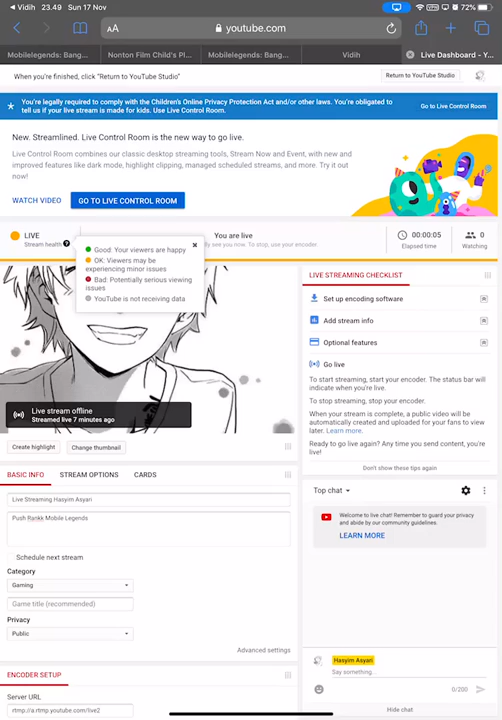 Vidih 23.49 Sun 17 Nov
VPN 72%
AA
youtube.com
Mobilelegends: Bang...
Nonton Film Child's Pl...
Mobilelegends: Bang...
Vidih
Live Dashboard - Y...
When you're finished, click "Return to YouTube Studio"
Return to YouTube Studio
You're legally required to comply with the Children's Online Privacy Protection Act and/or other laws. You're obligated to
tell us if your live stream is made for kids. Use Live Control Room.
Go to Live Control Room
New. Streamlined. Live Control Room is the new way to go live.
Live Control Room combines our classic desktop streaming tools, Stream Now and Event, with new and
improved features like dark mode, highlight clipping, managed scheduled streams, and more. Try it out
now!
WATCH VIDEO
GO TO LIVE CONTROL ROOM
LIVE
Stream health
You are live
ly see you now. To stop, use your encoder.
00:00:05
Elapsed time
0
Watching
Good: Your viewers are happy
OK: Viewers may be
experiencing minor issues
Bad: Potentially serious viewing
issues
YouTube is not receiving data
Live stream offline
Streamed live 7 minutes ago
Create highlight
Change thumbnail
BASIC INFO
STREAM OPTIONS
CARDS
Live Streaming Hasyim Asyari
Push Rankk Mobile Legends
Schedule next stream
Category
Gaming
Game title (recommended)
Privacy
Public
Advanced settings
ENCODER SETUP
Server URL
rtmp://a.rtmp.youtube.com/live2
LIVE STREAMING CHECKLIST
Set up encoding software
Add stream info
Optional features
Go live
To start streaming, start your encoder. The status bar will
indicate when you're live.
To stop streaming, stop your encoder.
When your stream is complete, a public video will be
automatically created and uploaded for your fans to view
later. Learn more.
Ready to go live again? Any time you send content, you're
live!
Don't show these tips again
Top chat
Welcome to live chat! Remember to guard your privacy
and abide by our community guidelines.
LEARN MORE
Hasyim Asyari
Say something...
0/200
Hide chat